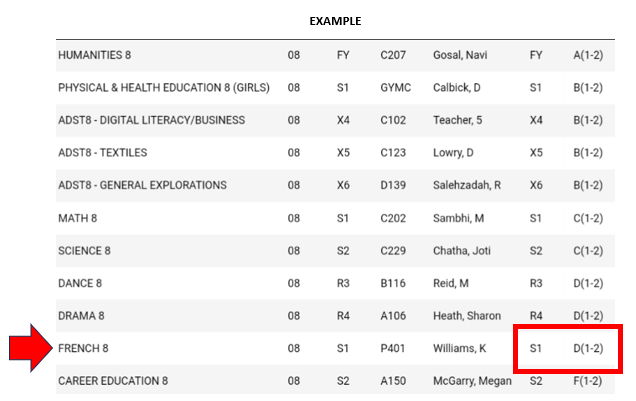 EXAMPLE
HUMANITIES 8 08 FY C207 Gosal, Navi FY A(1-2)
PHYSICAL & HEALTH EDUCATION 8 (GIRLS) 08 S1 GYMC Calbick, D S1 B(1-2)
ADST8 - DIGITAL LITERACY/BUSINESS 08 X4 C102 Teacher, 5 X4 B(1-2)
ADST8 - TEXTILES 08 X5 C123 Lowry, D X5 B(1-2)
ADST8 - GENERAL EXPLORATIONS 08 X6 D139 Salehzadah, R X6 B(1-2)
MATH 8 08 S1 C202 Sambhi, M S1 C(1-2)
SCIENCE 8 08 S2 C229 Chatha, Joti S2 C(1-2)
DANCE 8 08 R3 B116 Reid, M R3 D(1-2)
DRAMA 8 08 R4 A106 Heath, Sharon R4 D(1-2)
FRENCH 8 08 S1 P401 Williams, K S1 D(1-2)
CAREER EDUCATION 8 08 S2 A150 McGarry, Megan S2 F(1-2)